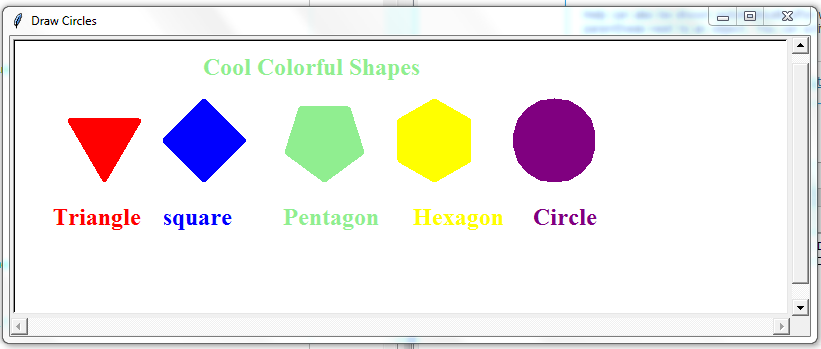 Draw Circles
Cool Colorful Shapes
Triangle square Pentagon Hexagon Circle